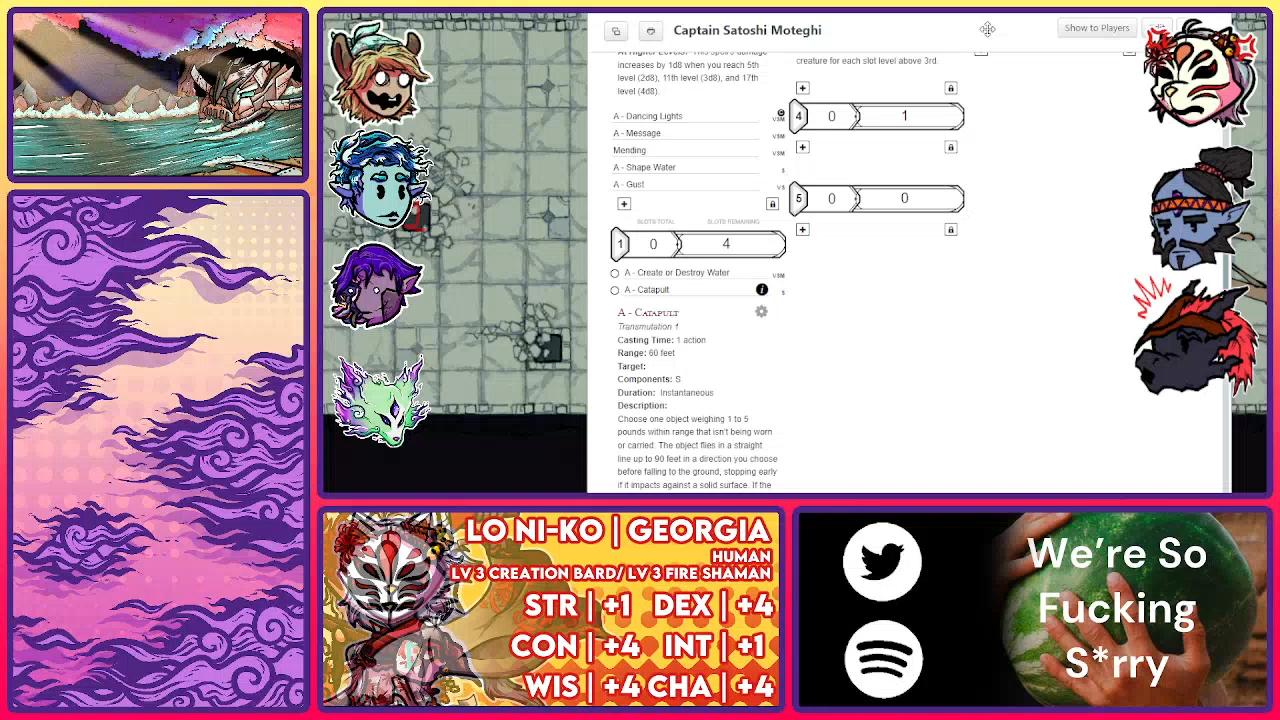 Captain Satoshi Moteghi
Show to Players
increases by 1d8 when you reach 5th
level (2d8), 11th level (3d8), and 17th
level (4d8).
A - Dancing Lights
VSM
A - Message
VSM
Mending
VSM
A - Shape Water
S
A - Gust
VS
+
SLOTS TOTAL SLOTS REMAINING
1 0 4
A - Create or Destroy Water
VSM
A - Catapult
i
S
A - Catapult
Transmutation 1
Casting Time: 1 action
Range: 60 feet
Target:
Components: S
Duration: Instantaneous
Description:
Choose one object weighing 1 to 5
pounds within range that isn't being worn
or carried. The object flies in a straight
line up to 90 feet in a direction you choose
before falling to the ground, stopping early
if it impacts against a solid surface. If the
creature for each slot level above 3rd.
+
4 0 1
+
5 0 0
+
LO NI-KO | GEORGIA
HUMAN
LV 3 CREATION BARD/ LV 3 FIRE SHAMAN
STR | +1 DEX | +4
CON | +4 INT | +1
WIS | +4 CHA | +4
We're So
Fucking
S*rry